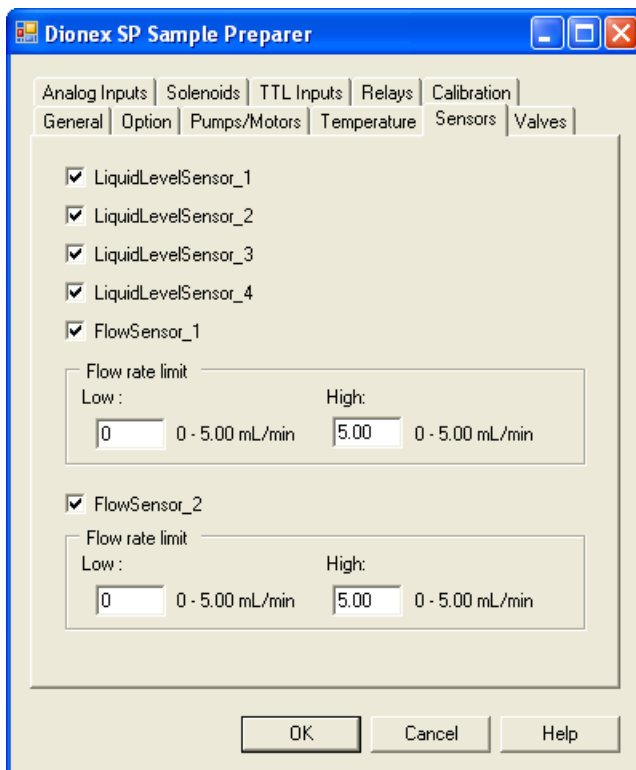 Dionex SP Sample Preparer
Analog Inputs Solenoids TTL Inputs Relays Calibration
General Option Pumps/Motors Temperature Sensors Valves
LiquidLevelSensor_1
LiquidLevelSensor_2
LiquidLevelSensor_3
LiquidLevelSensor_4
FlowSensor_1
Flow rate limit
Low : High:
0 0 - 5.00 mL/min 5.00 0 - 5.00 mL/min
FlowSensor_2
Flow rate limit
Low : High:
0 0 - 5.00 mL/min 5.00 0 - 5.00 mL/min
OK Cancel Help